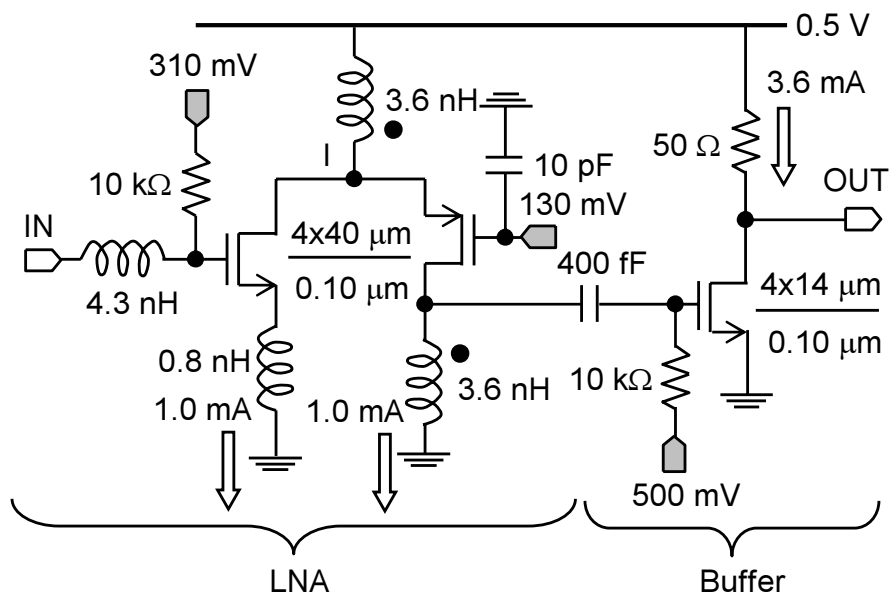 0.5 V
310 mV
3.6 nH
3.6 mA
I
10 kΩ
10 pF
50 Ω
OUT
IN
4x40 μm
130 mV
0.10 μm
400 fF
4.3 nH
4x14 μm
0.10 μm
0.8 nH
3.6 nH
10 kΩ
1.0 mA
1.0 mA
500 mV
LNA
Buffer